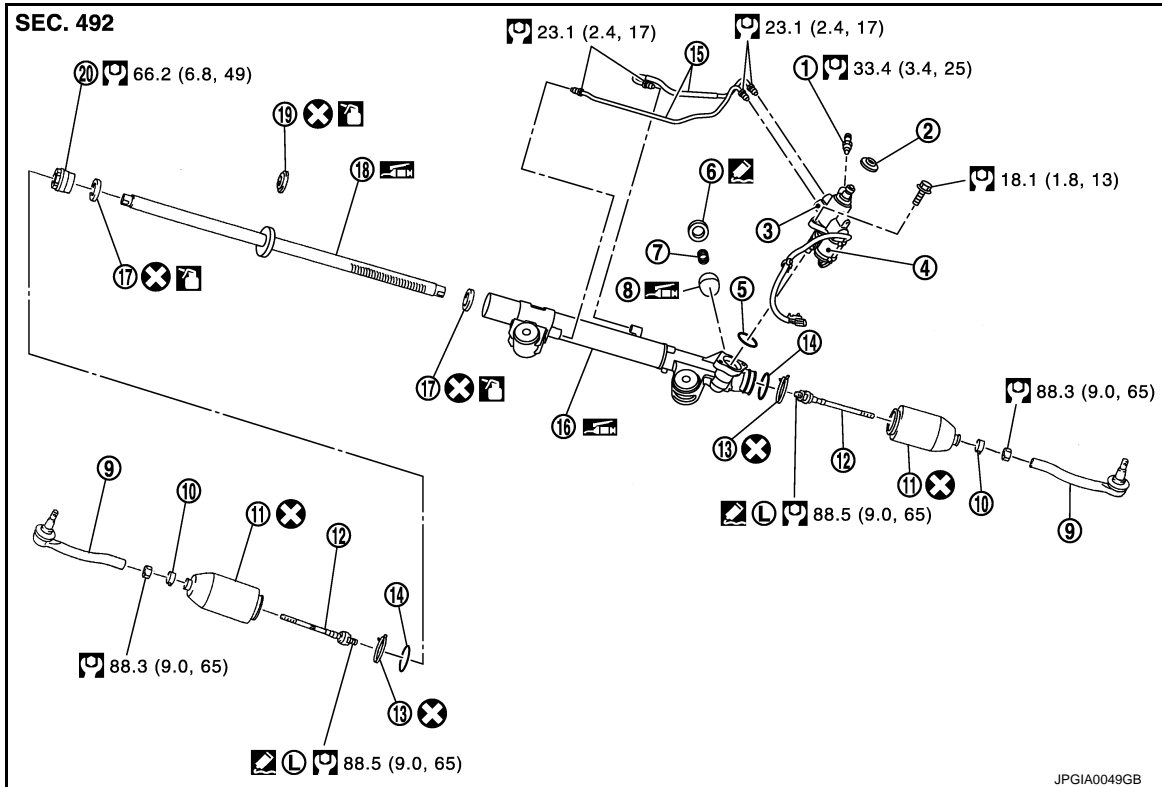 SEC. 492
23.1 (2.4, 17)
23.1 (2.4, 17)
20 66.2 (6.8, 49)
15
1 33.4 (3.4, 25)
19
2
18
6
18.1 (1.8, 13)
3
7
17
4
8
5
14
17
88.3 (9.0, 65)
16
13
12
9
10
11
10
9
11
L 88.5 (9.0, 65)
12
14
88.3 (9.0, 65)
13
L 88.5 (9.0, 65)
JPGIA0049GB